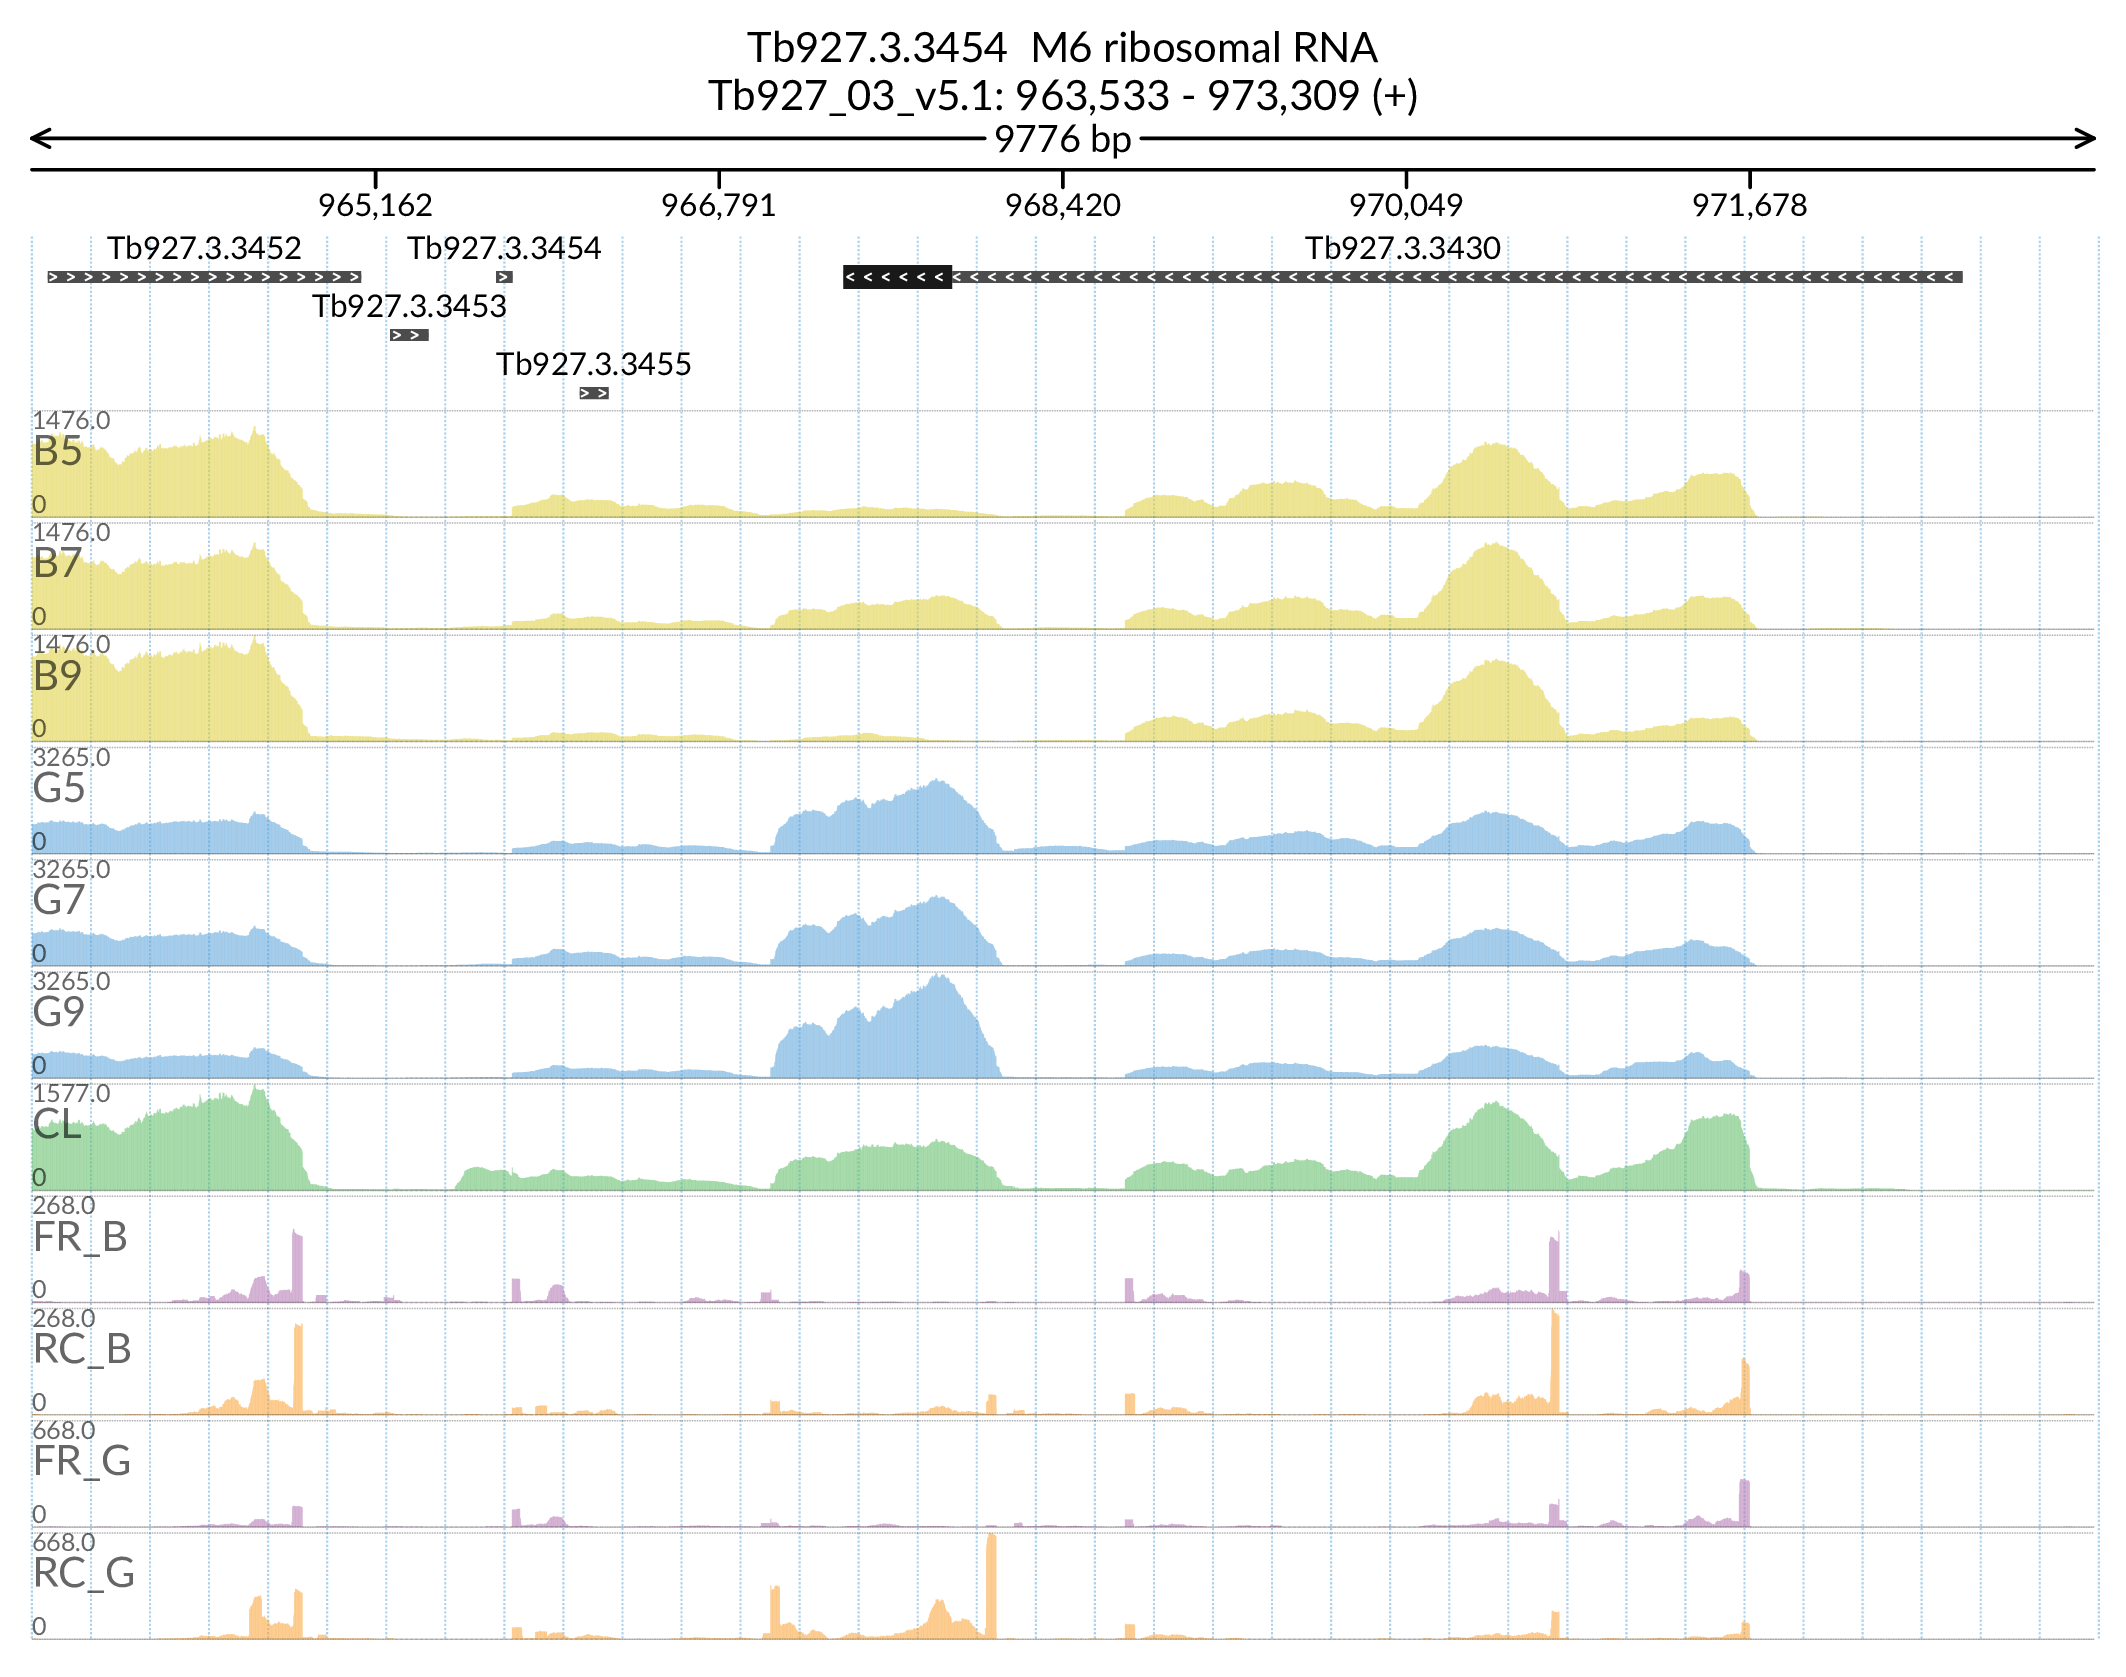 Tb927.3.3454 M6 ribosomal RNA
Tb927_03_v5.1: 963,533 - 973,309 (+)
9776 bp
965,162 966,791 968,420 970,049 971,678
Tb927.3.3452 Tb927.3.3454 Tb927.3.3430
Tb927.3.3453
Tb927.3.3455
1476.0
B5
0
1476.0
B7
0
1476.0
B9
0
3265.0
G5
0
3265.0
G7
0
3265.0
G9
0
1577.0
CL
0
268.0
FR_B
0
268.0
RC_B
0
668.0
FR_G
0
668.0
RC_G
0